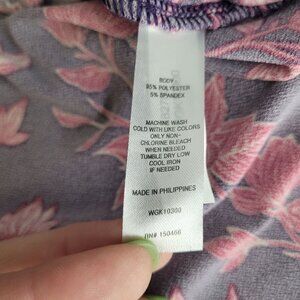 BODY
95% POLYESTER
5% SPANDEX
MACHINE WASH
COLD WITH LIKE COLORS
ONLY NON-
CHLORINE BLEACH
WHEN NEEDED
TUMBLE DRY LOW
COOL IRON
IF NEEDED
MADE IN PHILIPPINES
WGK10300
RN# 150466